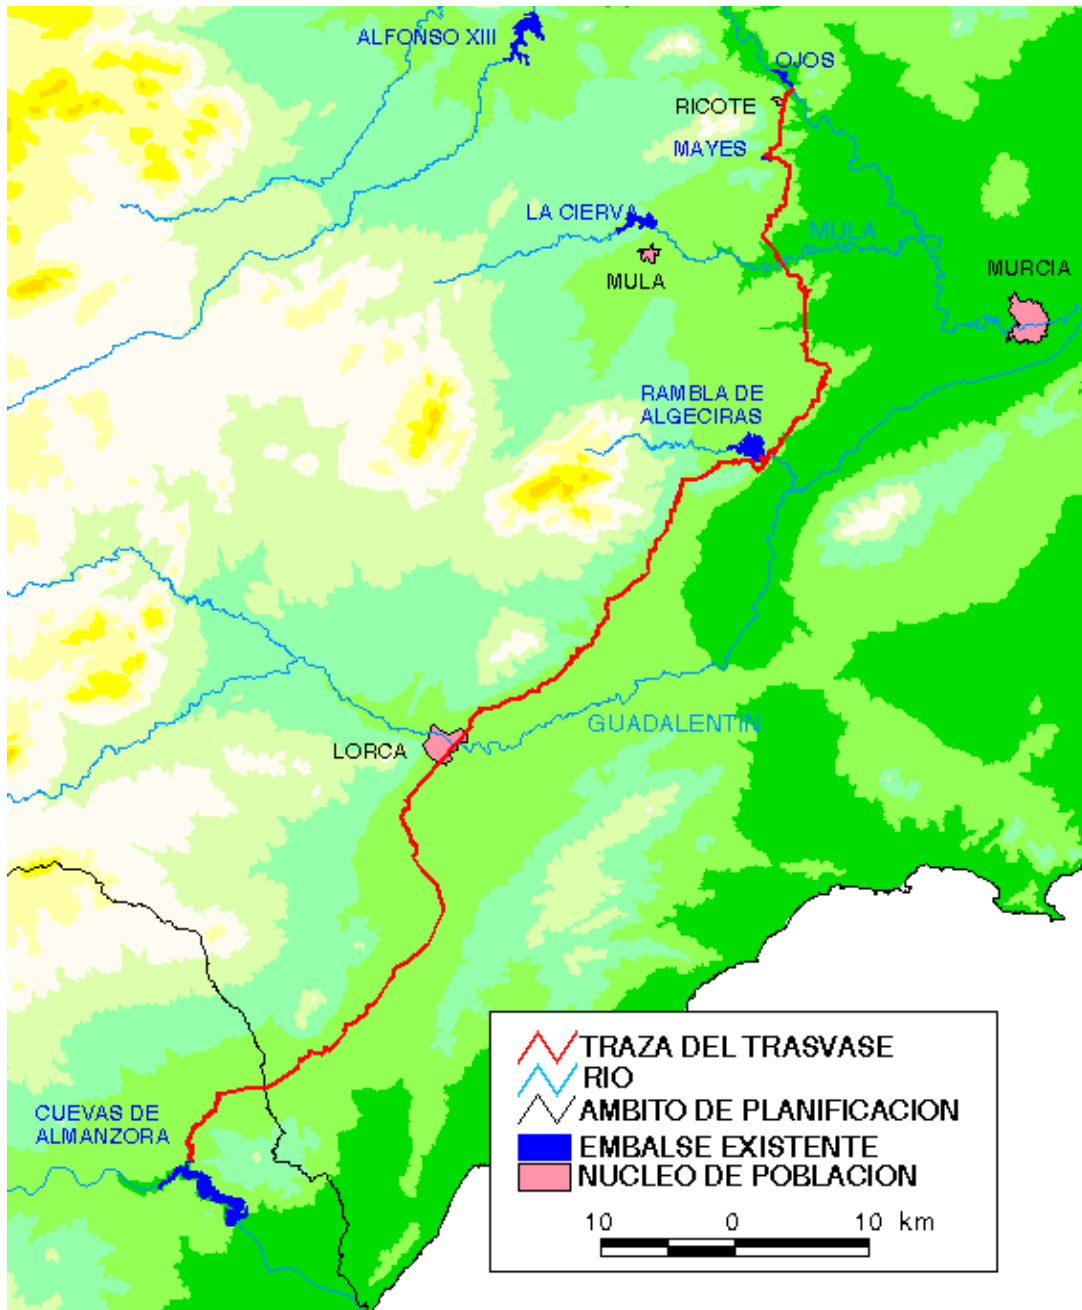 ALFONSO XIII
OJOS
RICOTE
MAYES
LA CIERVA
MULA
MULA
MURCIA
RAMBLA DE
ALGECIRAS
GUADALENTIN
LORCA
CUEVAS DE
ALMANZORA
TRAZA DEL TRASVASE
RIO
AMBITO DE PLANIFICACION
EMBALSE EXISTENTE
NUCLEO DE POBLACION
10 0 10 km